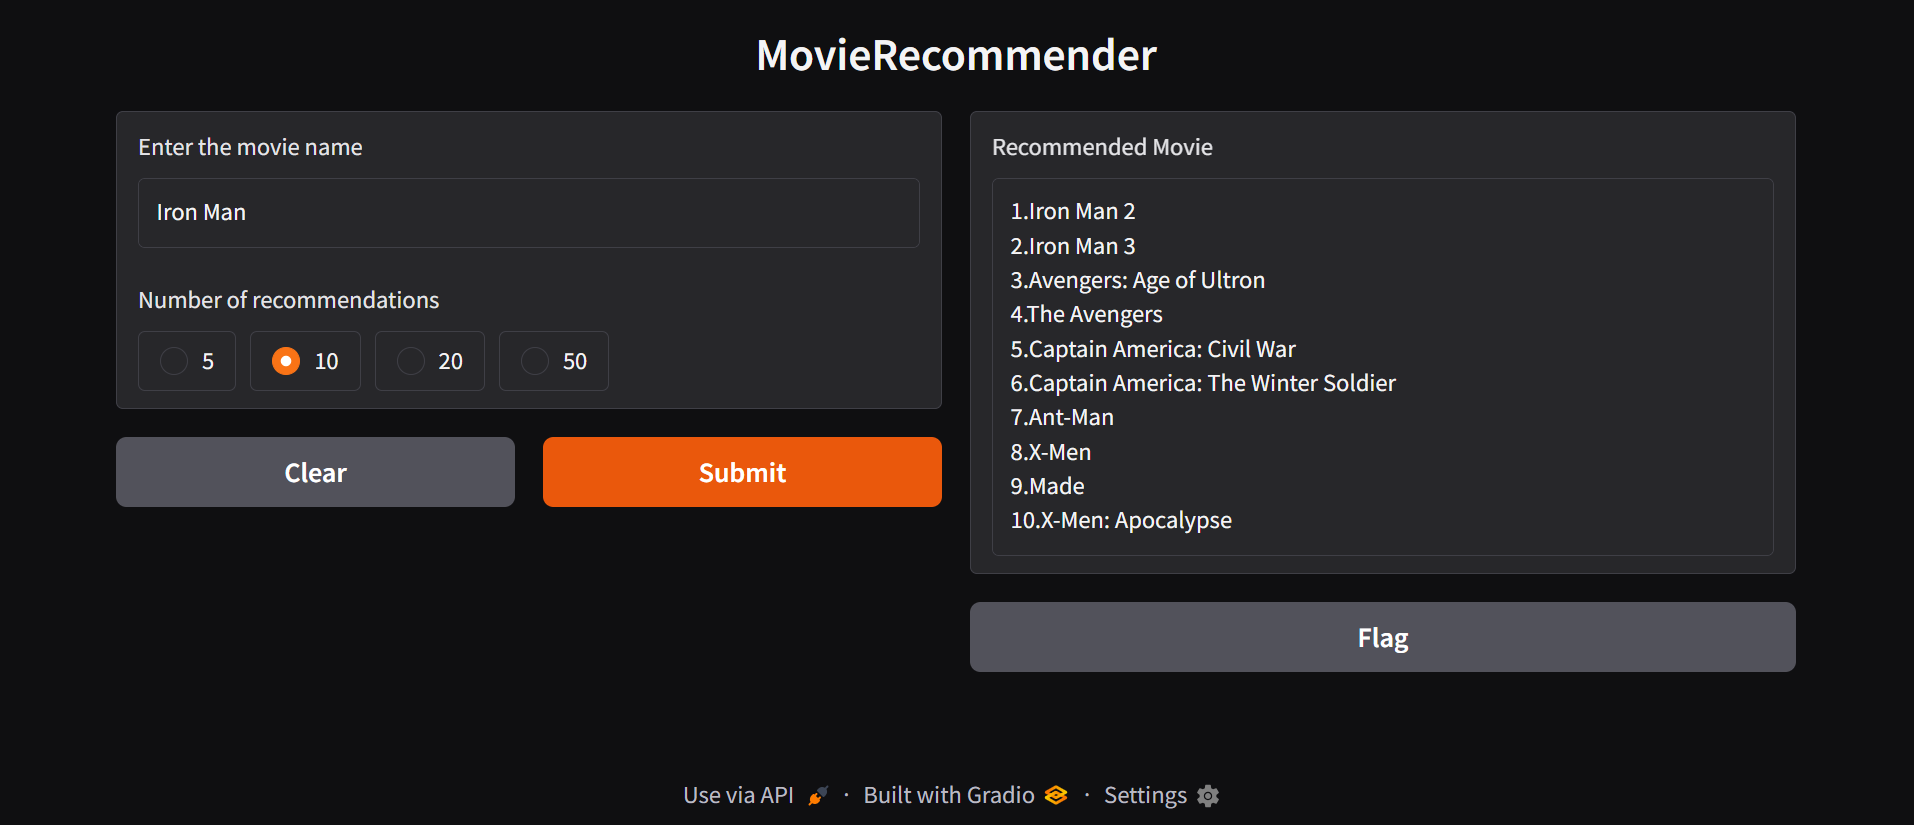 MovieRecommender
Enter the movie name
Iron Man
Number of recommendations
5 10 20 50
Clear Submit
Recommended Movie
1.Iron Man 2
2.Iron Man 3
3.Avengers: Age of Ultron
4.The Avengers
5.Captain America: Civil War
6.Captain America: The Winter Soldier
7.Ant-Man
8.X-Men
9.Made
10.X-Men: Apocalypse
Flag
Use via API · Built with Gradio · Settings